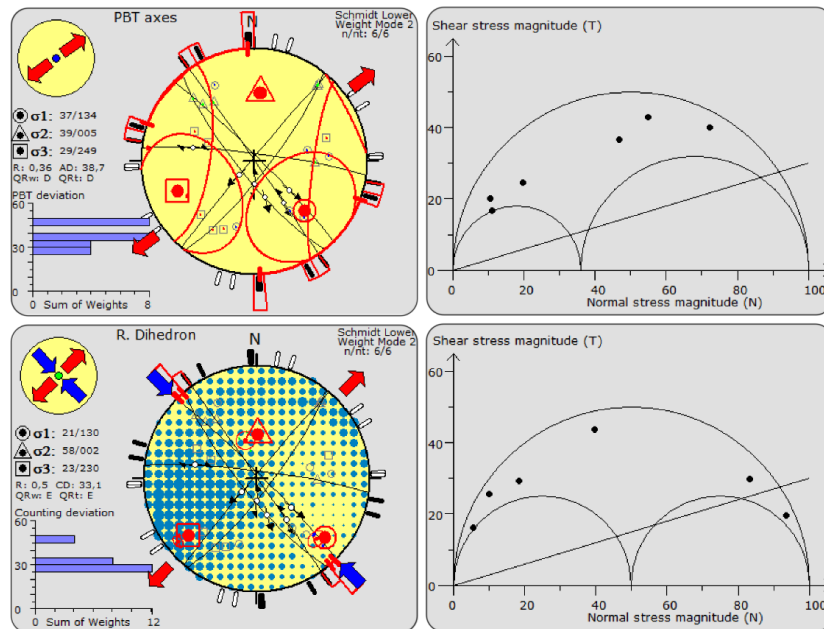 PBT axes
N
Schmidt Lower
Weight Mode 2
n/nt: 6/6
σ1: 37/134
σ2: 39/005
σ3: 29/249
R: 0,36 AD: 38,7
QRw: D QRt: D
PBT deviation
60
30
0
0 Sum of Weights 8
Shear stress magnitude (T)
60
40
20
0
0 20 40 60 80 100
Normal stress magnitude (N)
R. Dihedron
N
Schmidt Lower
Weight Mode 2
n/nt: 6/6
σ1: 21/130
σ2: 58/002
σ3: 23/230
R: 0,5 CD: 33,1
QRw: E QRt: E
Counting deviation
60
30
0
0 Sum of Weights 12
Shear stress magnitude (T)
60
40
20
0
0 20 40 60 80 100
Normal stress magnitude (N)